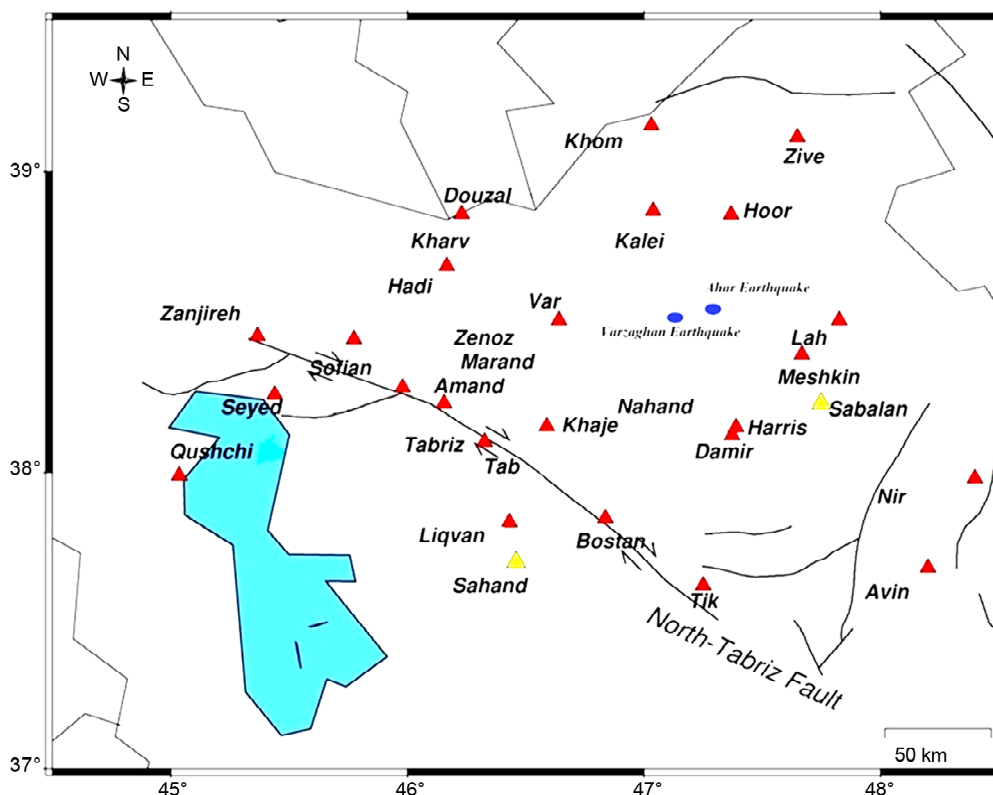 N
W E
S
Khom
Zive
39°
Douzal
Hoor
Kharv
Kalei
Hadi
Ahar Earthquake
Var
Zanjireh
Varzaghan Earthquake
Zenoz
Lah
Marand
Sofian
Meshkin
Amand
Seyed
Nahand
Sabalan
Khaje
Harris
Tabriz
Qushchi
Damir
38°
Tab
Nir
Liqvan
Bostan
Sahand
Avin
Tik
North-Tabriz Fault
50 km
37°
45° 46° 47° 48°